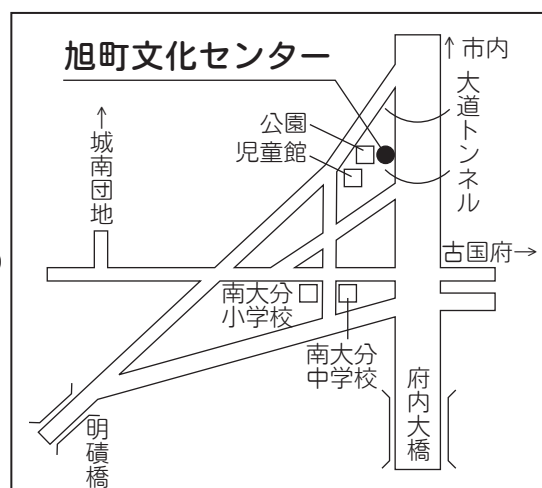 旭町文化センター
↑市内
大道トンネル
公園
児童館
↑城南団地
古国府→
南大分
小学校
南大分
中学校
府内大橋
明磧橋